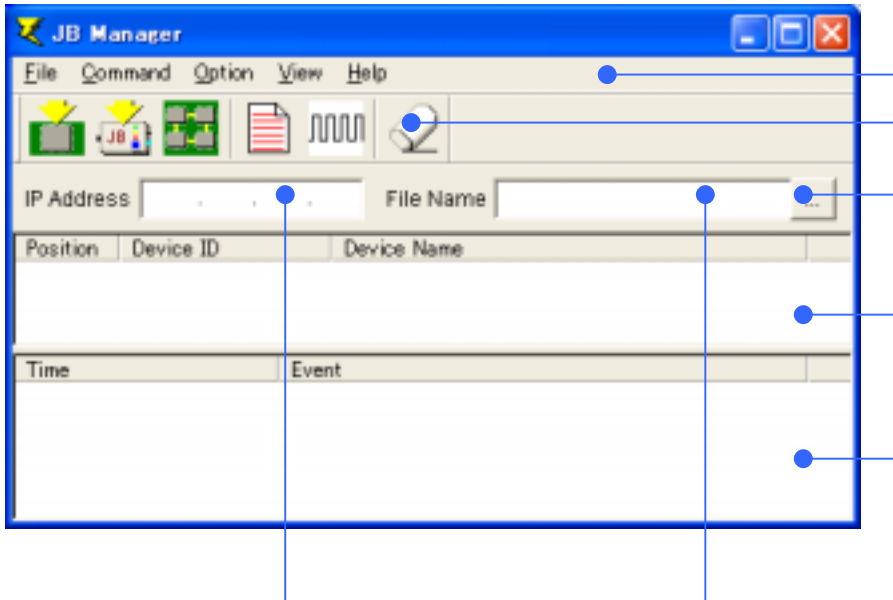 JB Manager
File Command Option View Help
JB
IP Address . . . File Name ...
Position Device ID Device Name
Time Event